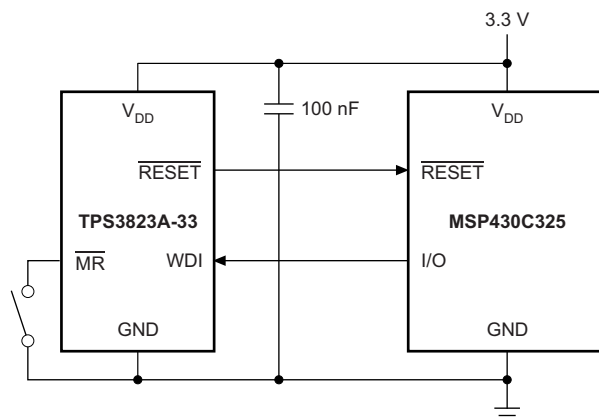 3.3 V
V_DD
100 nF
V_DD
RESET
RESET
TPS3823A-33
MSP430C325
MR
WDI
I/O
GND
GND